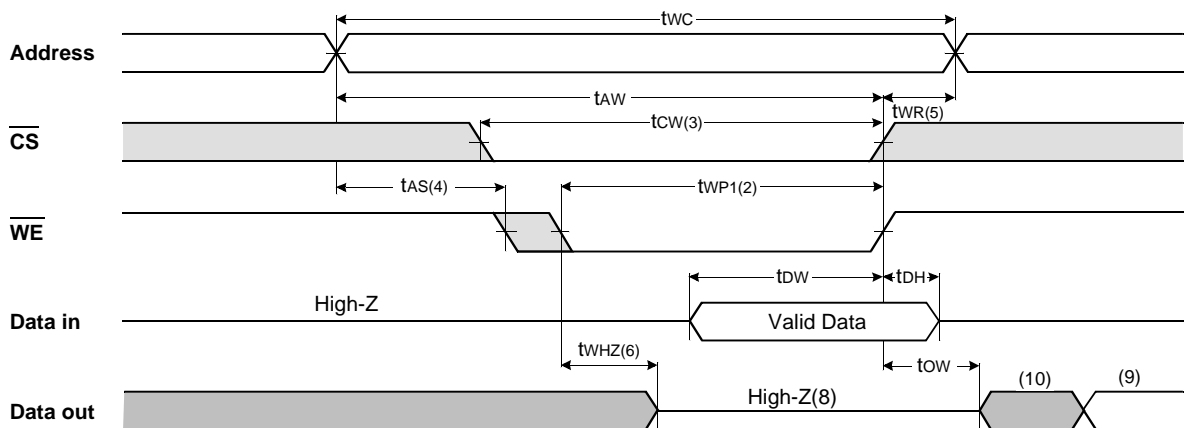 tWC
Address
tAW
tCW(3)
tWR(5)
CS
tAS(4)
tWP1(2)
WE
tDW
tDH
High-Z
Data in
Valid Data
tWHZ(6)
tOW
High-Z(8)
(10)
(9)
Data out